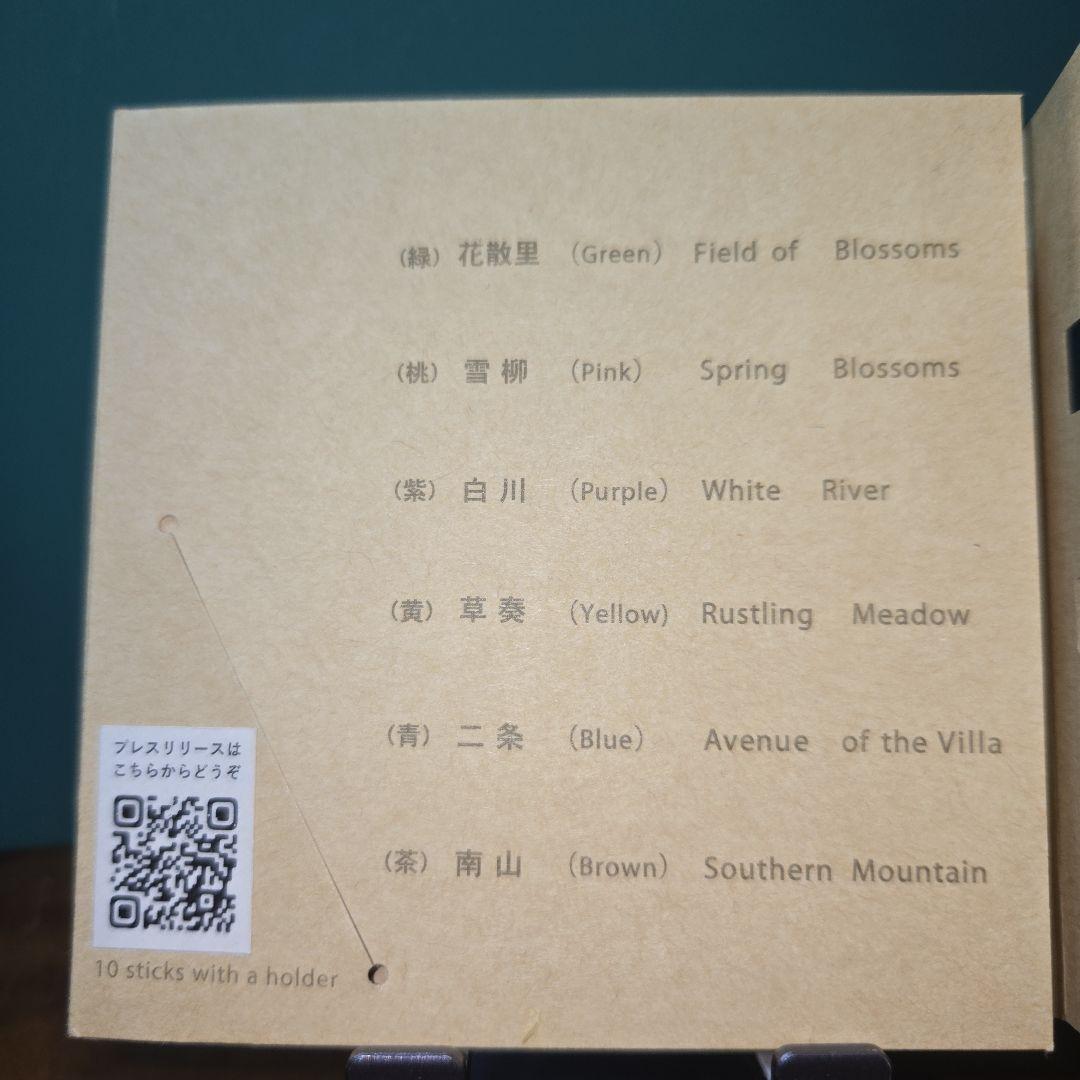 (緑) 花散里 (Green) Field of Blossoms
(桃) 雪柳 (Pink) Spring Blossoms
(紫) 白川 (Purple) White River
(黄) 草奏 (Yellow) Rustling Meadow
(青) 二条 (Blue) Avenue of the Villa
(茶) 南山 (Brown) Southern Mountain
プレスリリースは
こちらからどうぞ
10 sticks with a holder